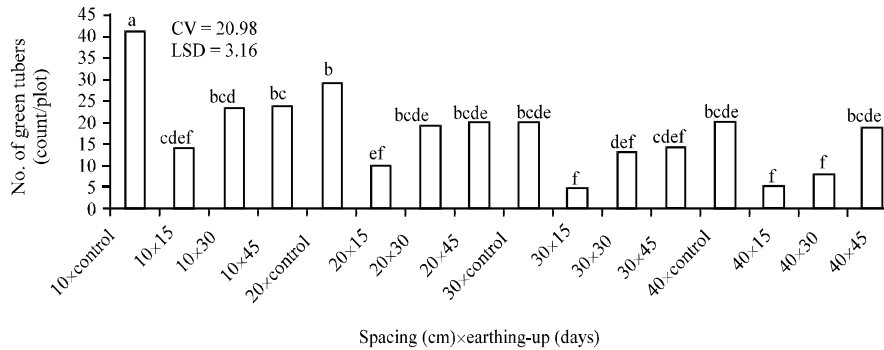 No. of green tubers
(count/plot)
45
40
35
30
25
20
15
10
5
0
CV = 20.98
LSD = 3.16
a
cdef
bcd
bc
b
ef
bcde
bcde
bcde
f
def
cdef
bcde
f
f
bcde
10×control
10×15
10×30
10×45
20×control
20×15
20×30
20×45
30×control
30×15
30×30
30×45
40×control
40×15
40×30
40×45
Spacing (cm)×earthing-up (days)